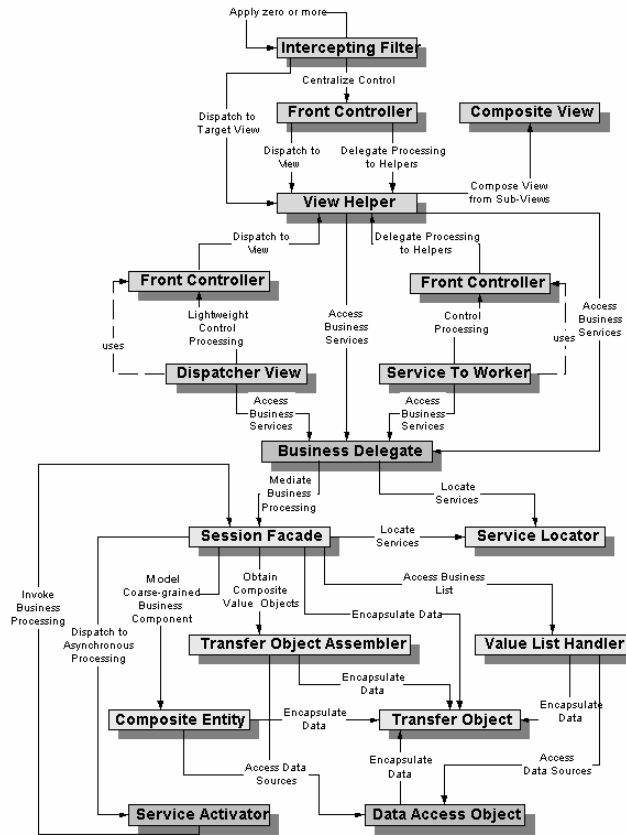 Apply zero or more
Intercepting Filter
Centralize Control
Dispatch to
Target View
Front Controller
Composite View
Dispatch to
View
Delegate Processing
to Helpers
Compose View
from Sub-Views
View Helper
Dispatch to
View
Delegate Processing
to Helpers
Front Controller
Front Controller
Lightweight
Control
Processing
Access
Business
Services
Control
Processing
Access
Business
Services
uses
uses
Dispatcher View
Service To Worker
Access
Business
Services
Access
Business
Services
Business Delegate
Mediate
Business
Processing
Locate
Services
Session Facade
Locate
Services
Service Locator
Invoke
Business
Processing
Model
Coarse-grained
Business
Component
Obtain
Composite
Value Objects
Access Business
List
Encapsulate Data
Dispatch to
Asynchronous
Processing
Transfer Object Assembler
Value List Handler
Encapsulate
Data
Encapsulate
Data
Composite Entity
Encapsulate
Data
Transfer Object
Access Data
Sources
Encapsulate
Data
Access
Data Sources
Service Activator
Data Access Object